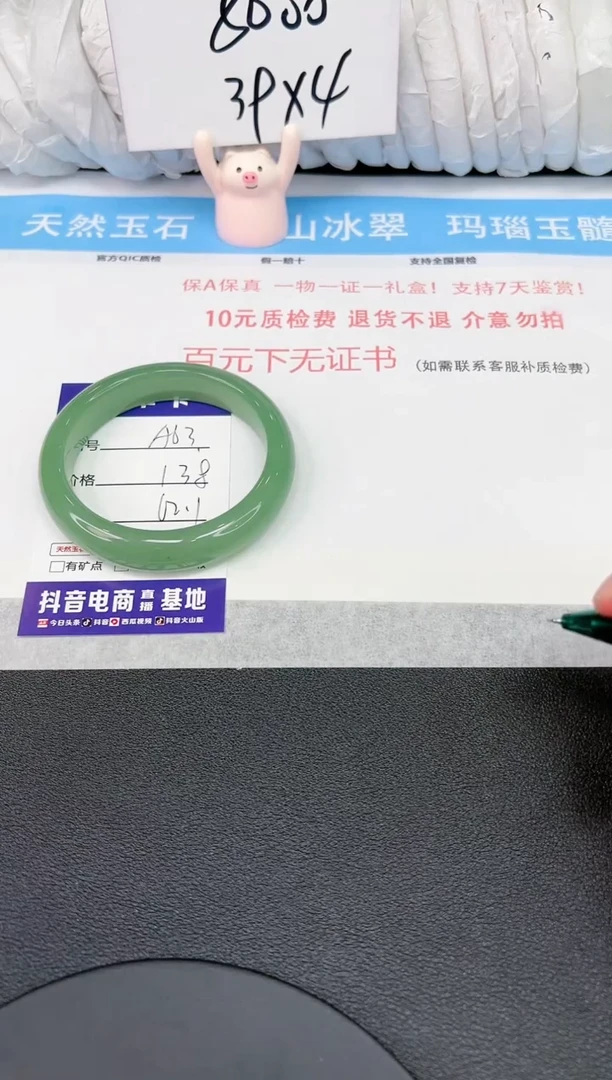 39X4
天然玉石 山冰翠 玛瑙玉髓
官方QIC质检 假一赔十 支持全国复检
保A保真 一物一证一礼盒！支持7天鉴赏！
10元质检费 退货不退 介意勿拍
百元下无证书 (如需联系客服补质检费)
号 A63
价格 138
天然玉
有矿点
抖音电商直播基地
今日头条 抖音 西瓜视频 抖音火山版